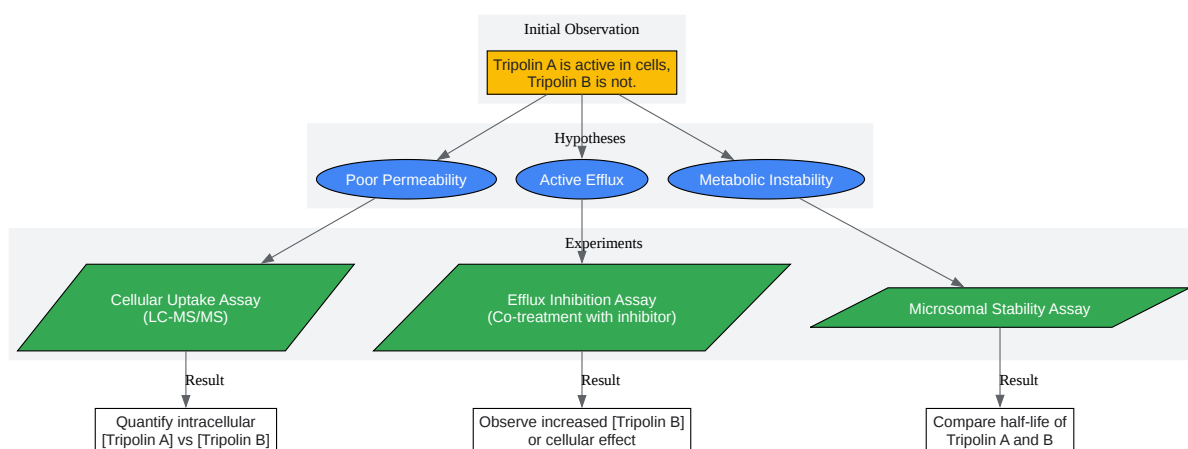 Initial Observation
Tripolin A is active in cells,
Tripolin B is not.
Hypotheses
Poor Permeability
Active Efflux
Metabolic Instability
Experiments
Cellular Uptake Assay
(LC-MS/MS)
Efflux Inhibition Assay
(Co-treatment with inhibitor)
Microsomal Stability Assay
Result
Result
Result
Quantify intracellular
[Tripolin A] vs [Tripolin B]
Observe increased [Tripolin B]
or cellular effect
Compare half-life of
Tripolin A and B